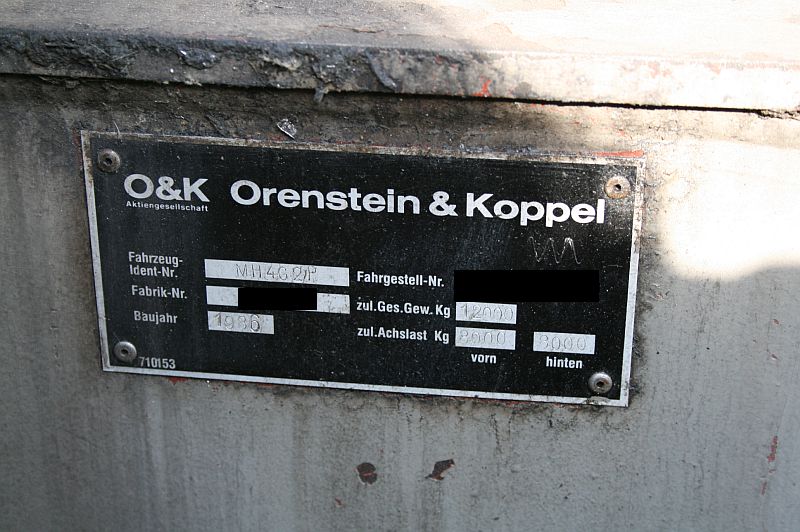 O&K Orenstein & Koppel
Aktiengesellschaft
Fahrzeug-
Ident-Nr. Fahrgestell-Nr.
Fabrik-Nr. zul.Ges.Gew. Kg 12000
Baujahr 1986 zul.Achslast Kg 8000 8000
vorn hinten
710153